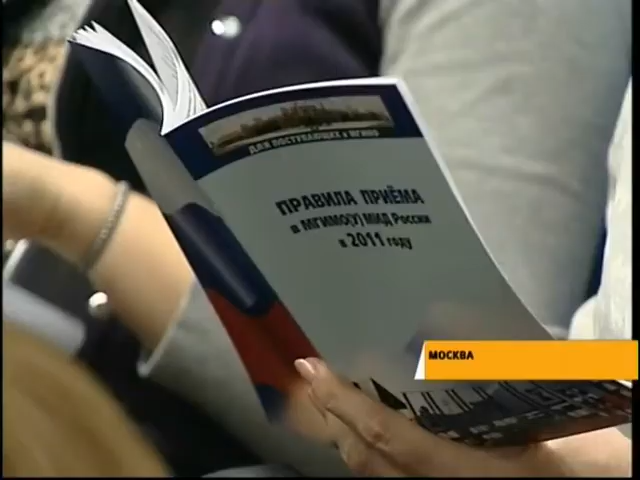 ДЛЯ ПОСТУПАЮЩИХ в МГИМО
ПРАВИЛА ПРИЁМА
в МГИМО(У) МИД России
в 2011 году
МОСКВА